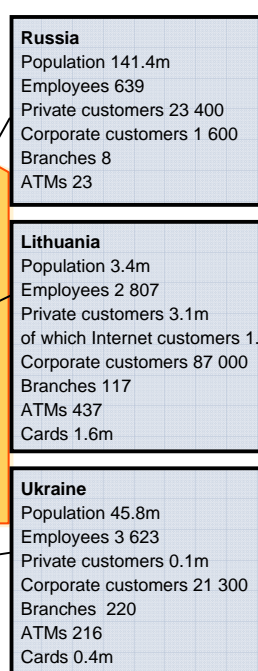 Russia
Population 141.4m
Employees 639
Private customers 23 400
Corporate customers 1 600
Branches 8
ATMs 23
Lithuania
Population 3.4m
Employees 2 807
Private customers 3.1m
of which Internet customers 1.
Corporate customers 87 000
Branches 117
ATMs 437
Cards 1.6m
Ukraine
Population 45.8m
Employees 3 623
Private customers 0.1m
Corporate customers 21 300
Branches 220
ATMs 216
Cards 0.4m